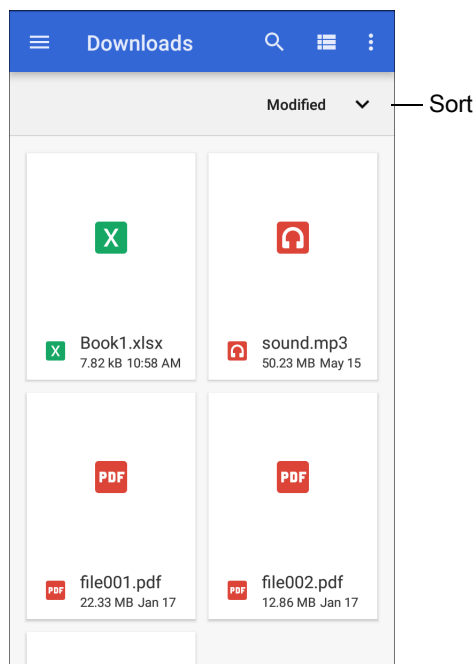 Downloads
Modified
Sort
X
X Book1.xlsx
7.82 kB 10:58 AM
sound.mp3
50.23 MB May 15
PDF
PDF
PDF file001.pdf
22.33 MB Jan 17
PDF file002.pdf
12.86 MB Jan 17